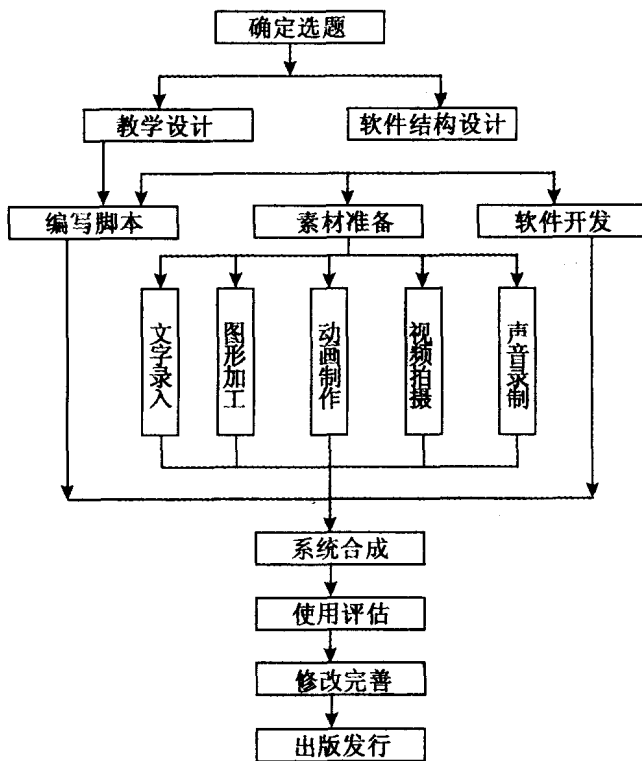 确定选题
教学设计
软件结构设计
编写脚本
素材准备
软件开发
文字录入
图形加工
动画制作
视频拍摄
声音录制
系统合成
使用评估
修改完善
出版发行